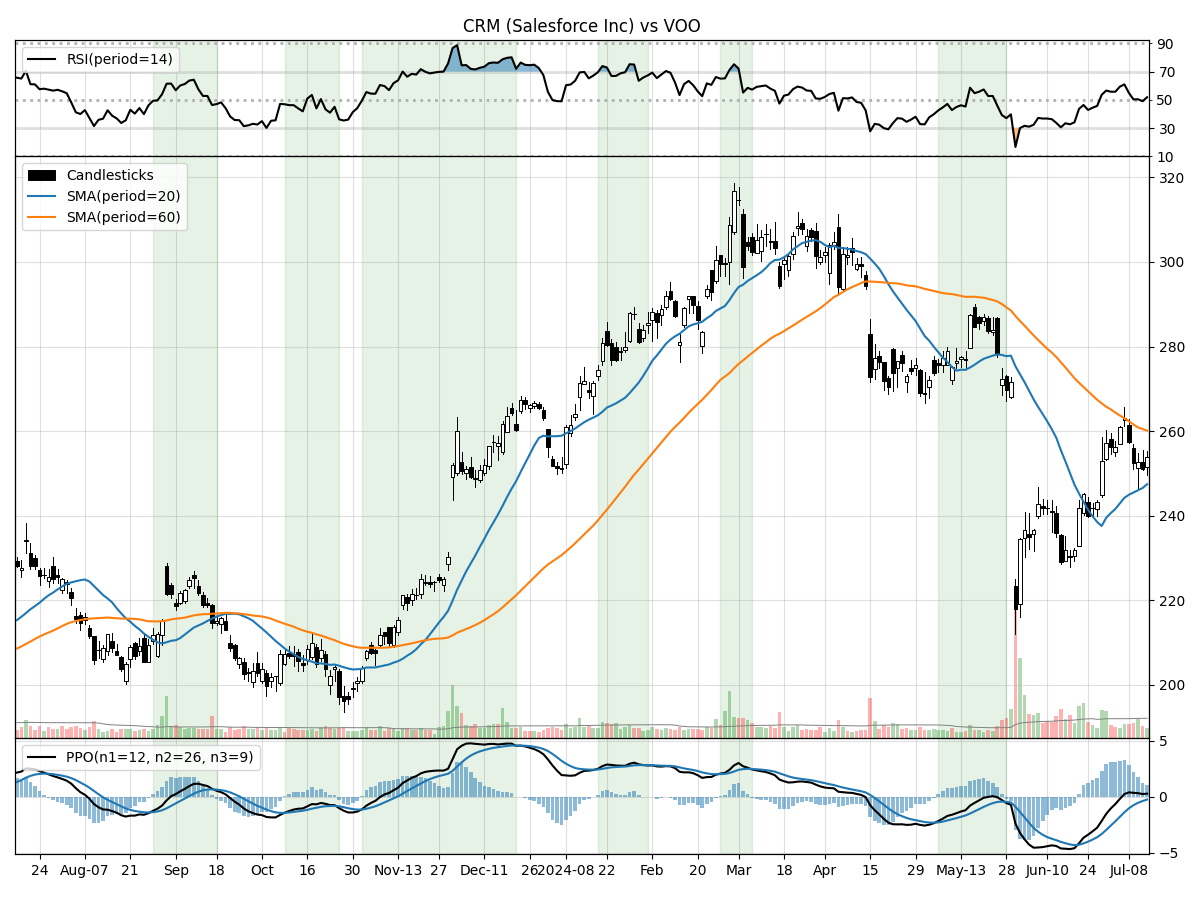 CRM (Salesforce Inc) vs VOO
RSI(period=14)
90
70
50
30
10
Candlesticks
SMA(period=20)
SMA(period=60)
320
300
280
260
240
220
200
PPO(n1=12, n2=26, n3=9)
5
0
−5
24 Aug-07 21 Sep 18 Oct 16 30 Nov-13 27 Dec-11 26 2024-08 22 Feb 20 Mar 18 Apr 15 29 May-13 28 Jun-10 24 Jul-08